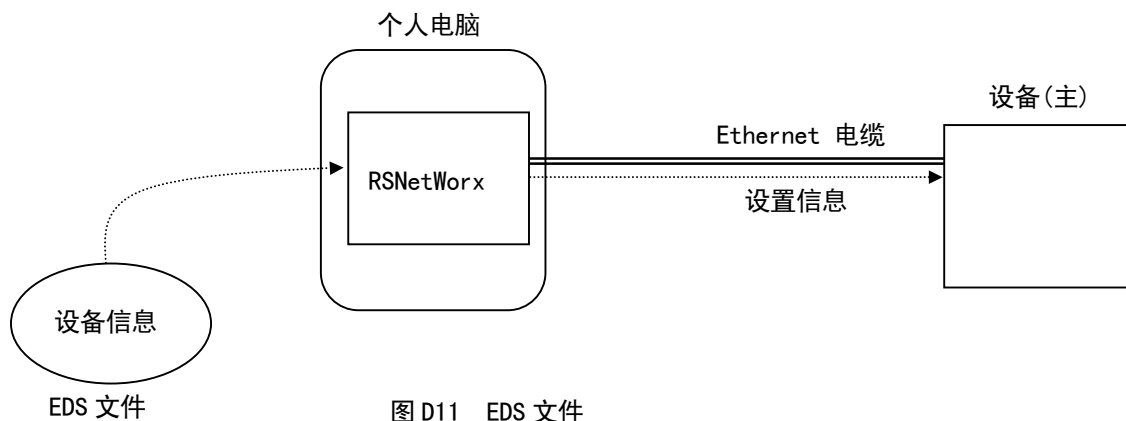 个人电脑
设备(主)
Ethernet 电缆
RSNetWorx
设置信息
设备信息
EDS 文件
图 D11 EDS 文件